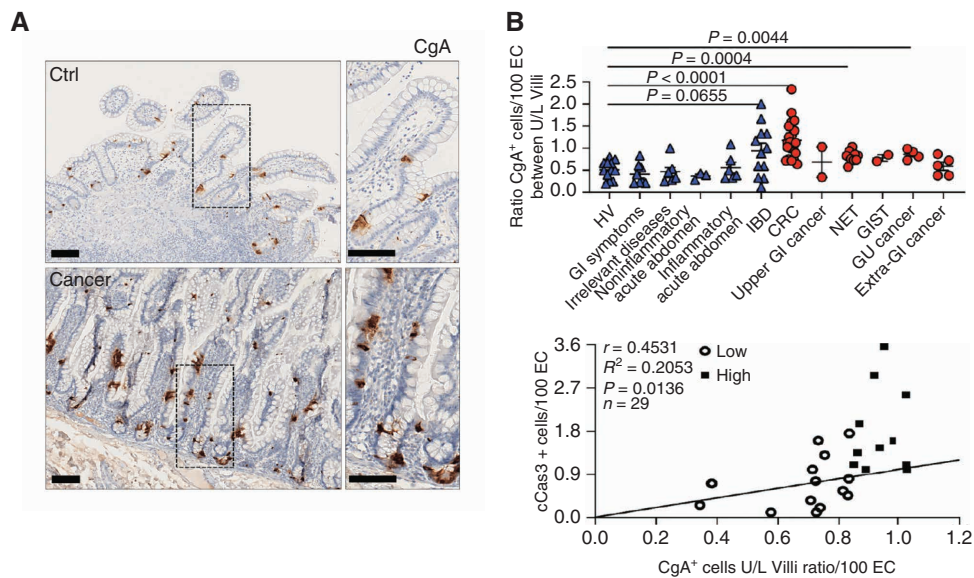 A
CgA
Ctrl
Cancer
B
P = 0.0044
P = 0.0004
P < 0.0001
P = 0.0655
Ratio CgA⁺ cells/100 EC
between U/L Villi
2.5
2.0
1.5
1.0
0.5
0.0
HV
GI symptoms
Irrelevant diseases
Noninflammatory
acute abdomen
Inflammatory
acute abdomen
IBD
CRC
Upper GI cancer
NET
GIST
GU cancer
Extra-GI cancer
cCas3 + cells/100 EC
3.6
2.7
1.8
0.9
0.0
r = 0.4531
R² = 0.2053
P = 0.0136
n = 29
Low
High
0.0 0.2 0.4 0.6 0.8 1.0 1.2
CgA⁺ cells U/L Villi ratio/100 EC